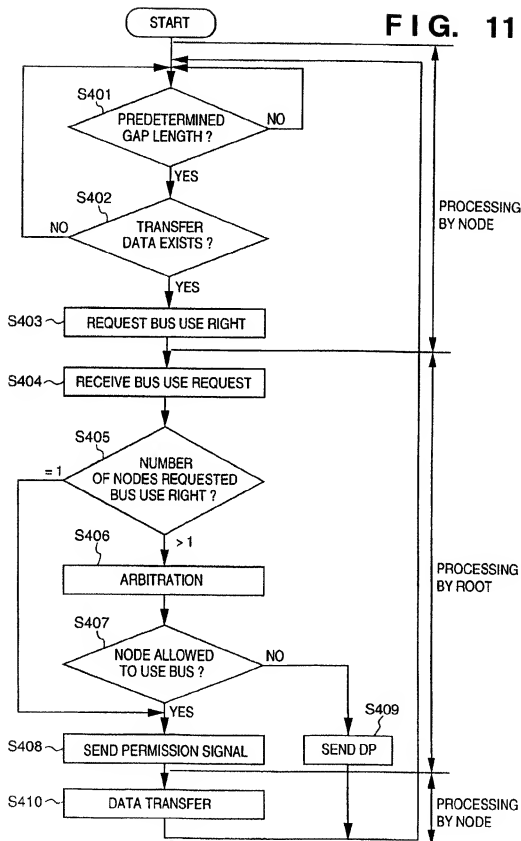 START
FIG. 11
S401
PREDETERMINED
GAP LENGTH ?
NO
YES
S402
NO
TRANSFER
DATA EXISTS ?
YES
PROCESSING
BY NODE
S403
REQUEST BUS USE RIGHT
S404
RECEIVE BUS USE REQUEST
S405
= 1
NUMBER
OF NODES REQUESTED
BUS USE RIGHT ?
> 1
S406
ARBITRATION
PROCESSING
BY ROOT
S407
NODE ALLOWED
TO USE BUS ?
NO
YES
S408
SEND PERMISSION SIGNAL
S409
SEND DP
S410
DATA TRANSFER
PROCESSING
BY NODE